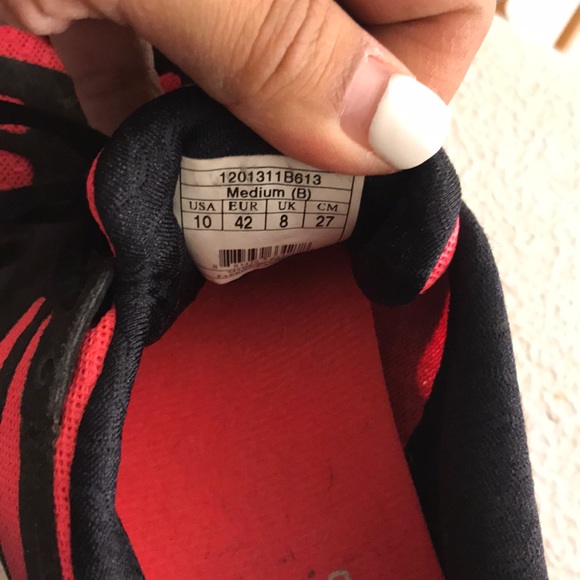 1201311B613
Medium (B)
USA EUR UK CM
10 42 8 27